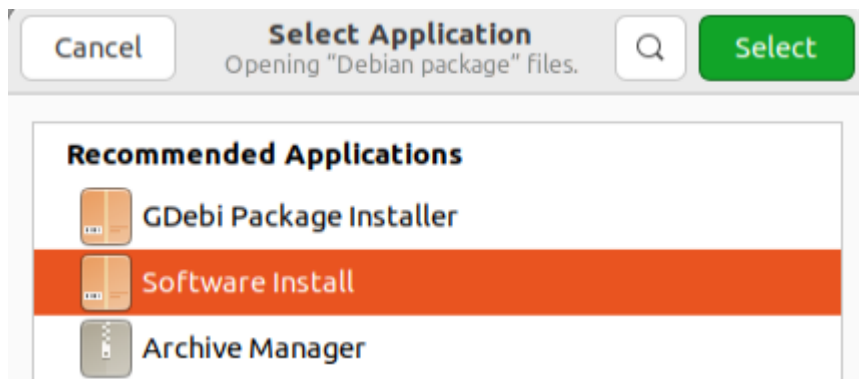 Cancel
Select Application
Opening "Debian package" files.
Select
Recommended Applications
GDebi Package Installer
Software Install
Archive Manager